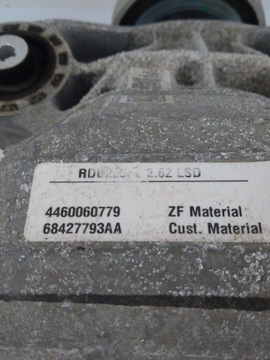 2.62 LSD
4460060779 ZF Material
68427793AA Cust. Material